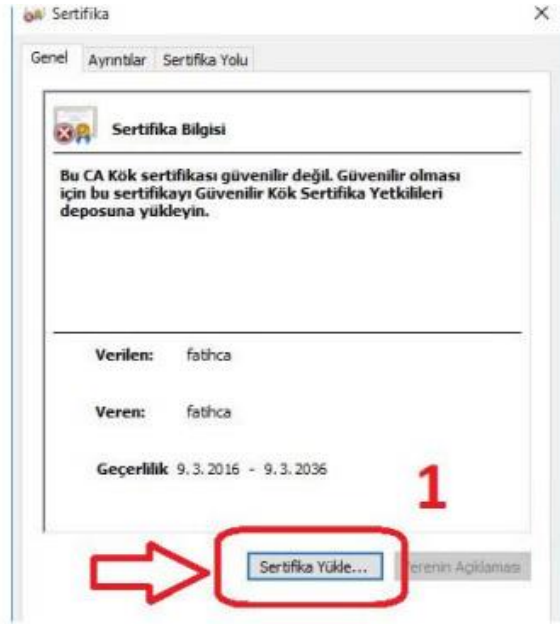 Sertifika
Genel Ayrıntılar Sertifika Yolu
Sertifika Bilgisi
Bu CA Kök sertifikası güvenilir değil. Güvenilir olması
için bu sertifikayı Güvenilir Kök Sertifika Yetkilileri
deposuna yükleyin.
Verilen: fatihca
Veren: fatihca
Geçerlilik 9.3.2016 - 9.3.2036
1
Sertifika Yükle... Verenin Açıklaması